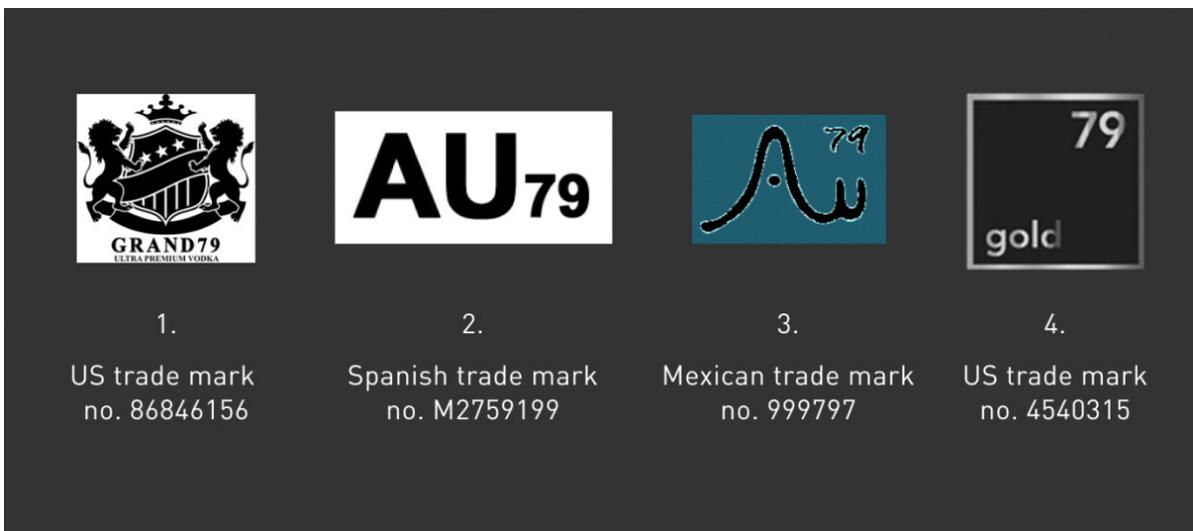 GRAND79
ULTRA PREMIUM VODKA
1.
US trade mark
no. 86846156
AU79
2.
Spanish trade mark
no. M2759199
79
Au
3.
Mexican trade mark
no. 999797
79
gold
4.
US trade mark
no. 4540315